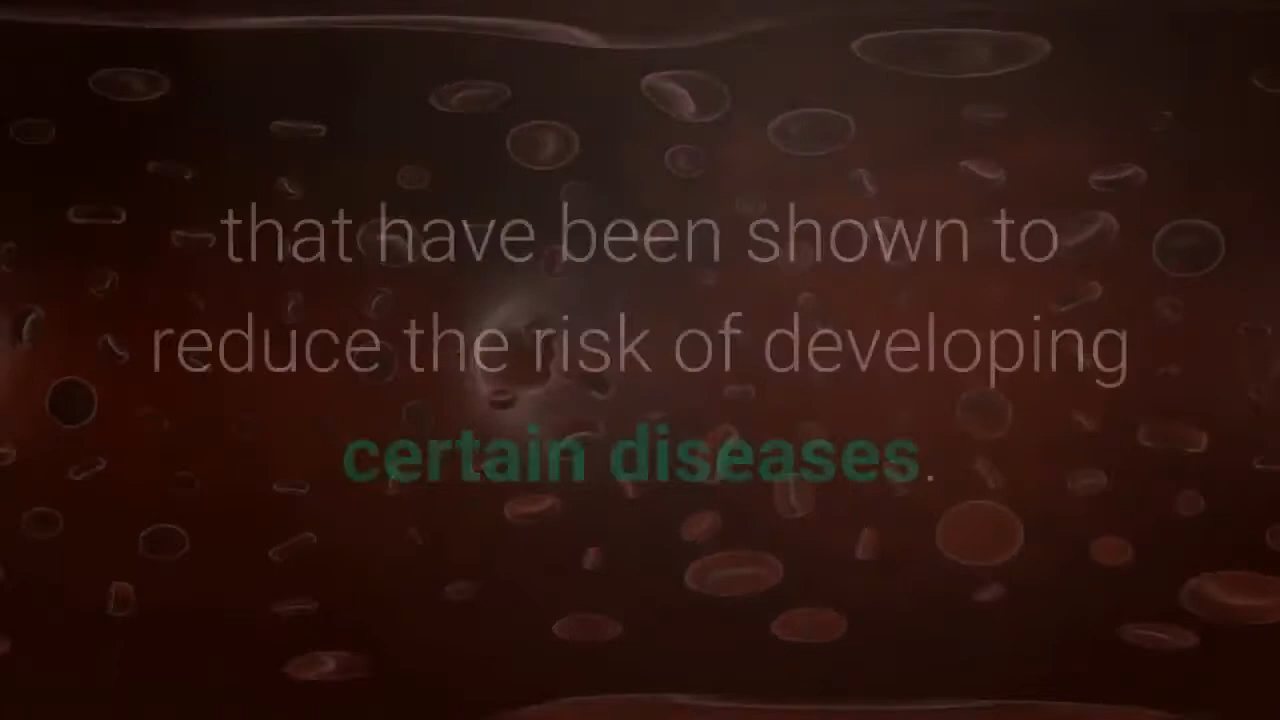 that have been shown to
reduce the risk of developing
certain diseases.